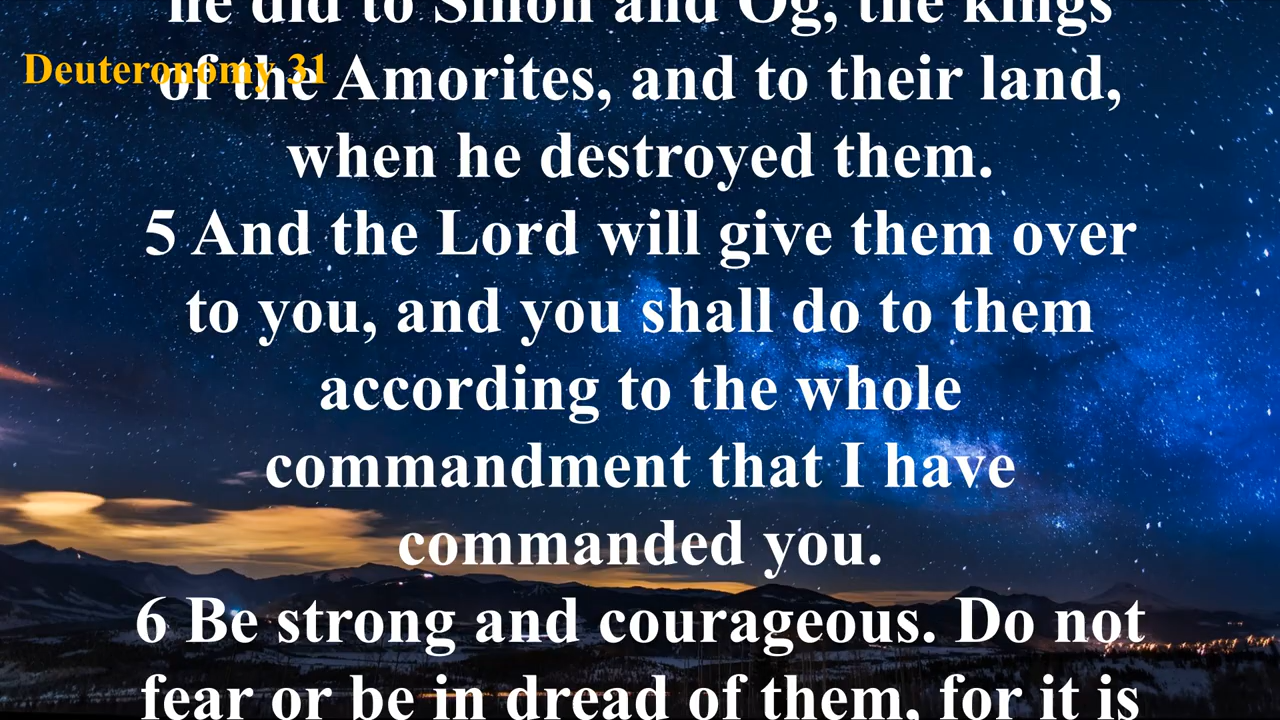 he did to Sihon and Og, the kings
Deuteronomy 31
of the Amorites, and to their land,
when he destroyed them.
5 And the Lord will give them over
to you, and you shall do to them
according to the whole
commandment that I have
commanded you.
6 Be strong and courageous. Do not
fear or be in dread of them, for it is